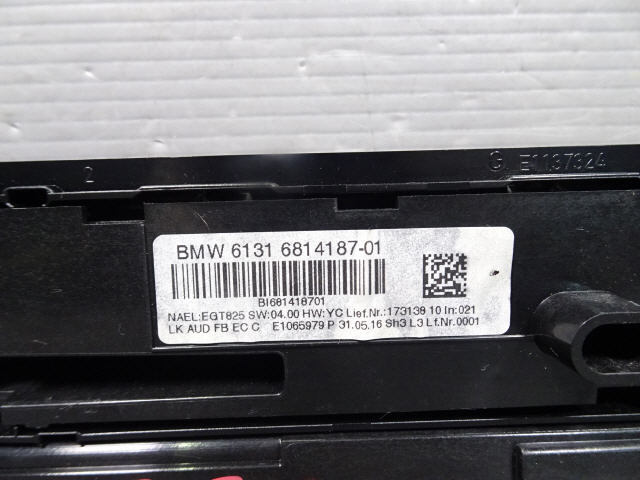 2
E1137324
BMW 6131 6814187-01
BI681418701
NAEL:EGT825 SW:04.00 HW:YC Lief.Nr.:173139 10 In:021
LK AUD FB EC C E1065979 P 31.05.16 Sh3 L3 Lf.Nr.0001